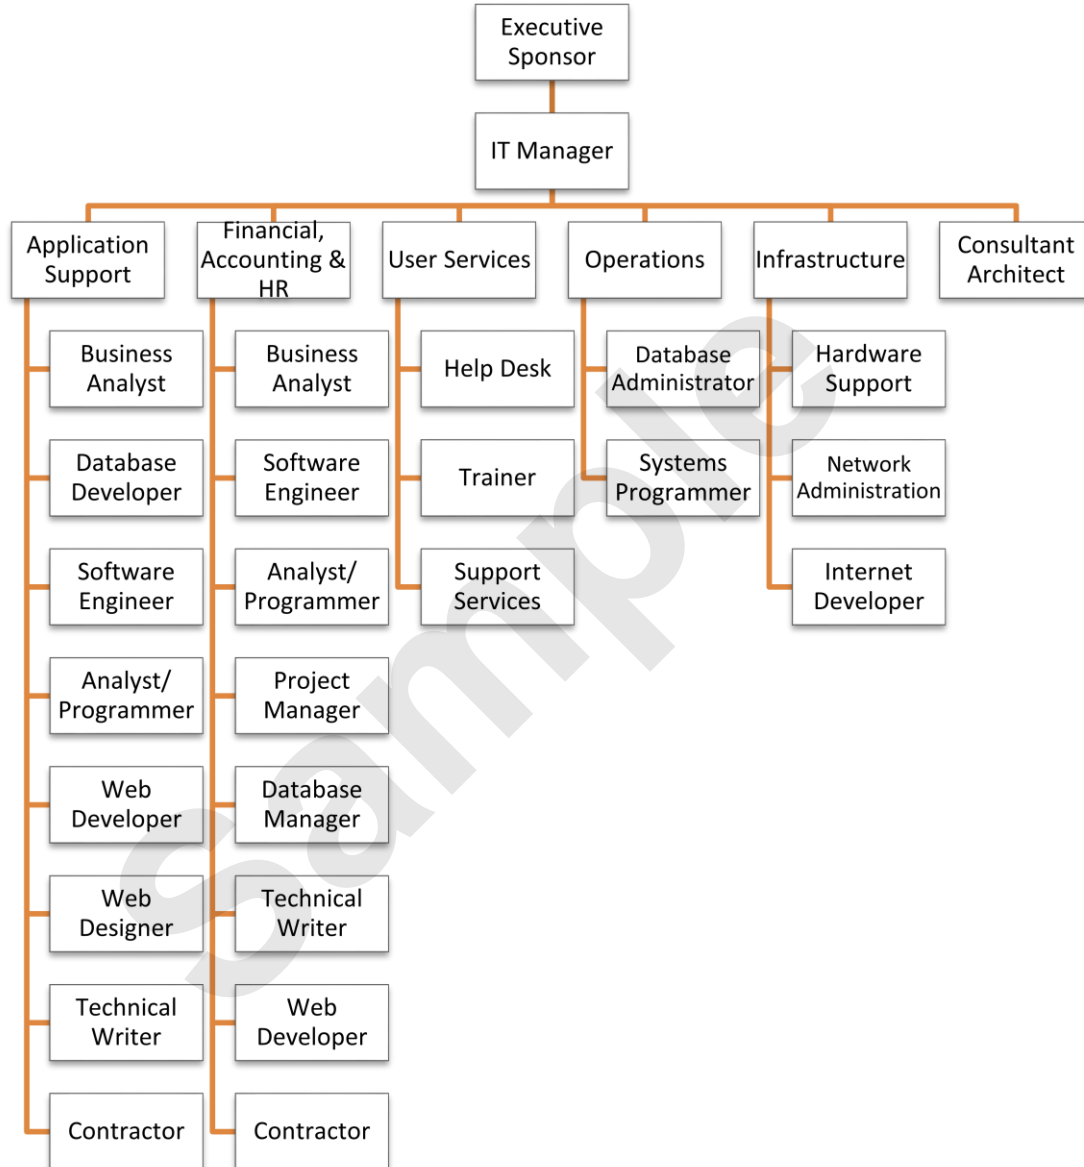 Executive
Sponsor
IT Manager
Application
Support
Financial,
Accounting &
HR
User Services
Operations
Infrastructure
Consultant
Architect
Business
Analyst
Database
Developer
Software
Engineer
Analyst/
Programmer
Web
Developer
Web
Designer
Technical
Writer
Contractor
Business
Analyst
Software
Engineer
Analyst/
Programmer
Project
Manager
Database
Manager
Technical
Writer
Web
Developer
Contractor
Help Desk
Trainer
Support
Services
Database
Administrator
Systems
Programmer
Hardware
Support
Network
Administration
Internet
Developer
Sample